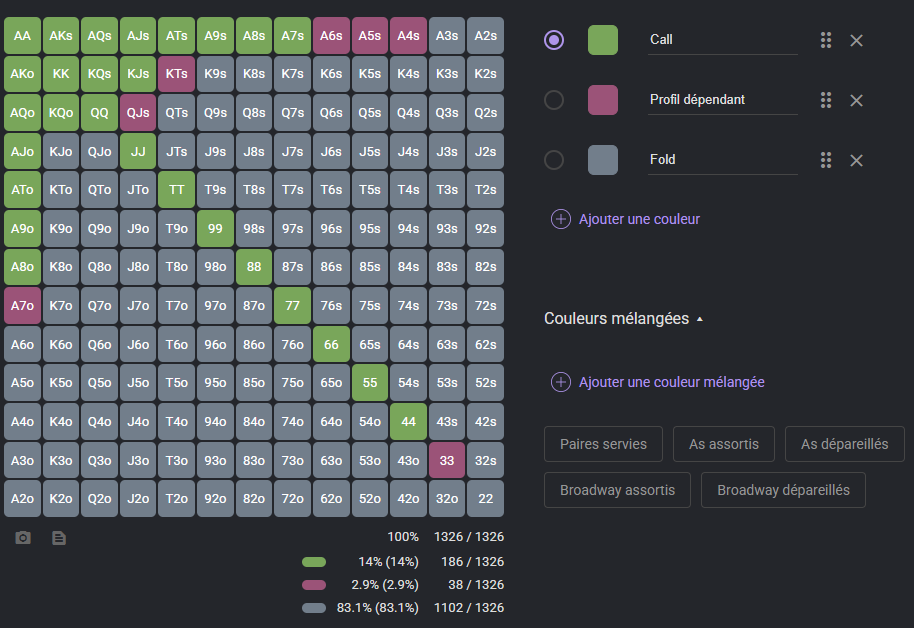 AA AKs AQs AJs ATs A9s A8s A7s A6s A5s A4s A3s A2s
AKo KK KQs KJs KTs K9s K8s K7s K6s K5s K4s K3s K2s
AQo KQo QQ QJs QTs Q9s Q8s Q7s Q6s Q5s Q4s Q3s Q2s
AJo KJo QJo JJ JTs J9s J8s J7s J6s J5s J4s J3s J2s
ATo KTo QTo JTo TT T9s T8s T7s T6s T5s T4s T3s T2s
A9o K9o Q9o J9o T9o 99 98s 97s 96s 95s 94s 93s 92s
A8o K8o Q8o J8o T8o 98o 88 87s 86s 85s 84s 83s 82s
A7o K7o Q7o J7o T7o 97o 87o 77 76s 75s 74s 73s 72s
A6o K6o Q6o J6o T6o 96o 86o 76o 66 65s 64s 63s 62s
A5o K5o Q5o J5o T5o 95o 85o 75o 65o 55 54s 53s 52s
A4o K4o Q4o J4o T4o 94o 84o 74o 64o 54o 44 43s 42s
A3o K3o Q3o J3o T3o 93o 83o 73o 63o 53o 43o 33 32s
A2o K2o Q2o J2o T2o 92o 82o 72o 62o 52o 42o 32o 22
100% 1326 / 1326
14% (14%) 186 / 1326
2.9% (2.9%) 38 / 1326
83.1% (83.1%) 1102 / 1326
Call
Profil dépendant
Fold
Ajouter une couleur
Couleurs mélangées
Ajouter une couleur mélangée
Paires servies As assortis As dépareillés
Broadway assortis Broadway dépareillés